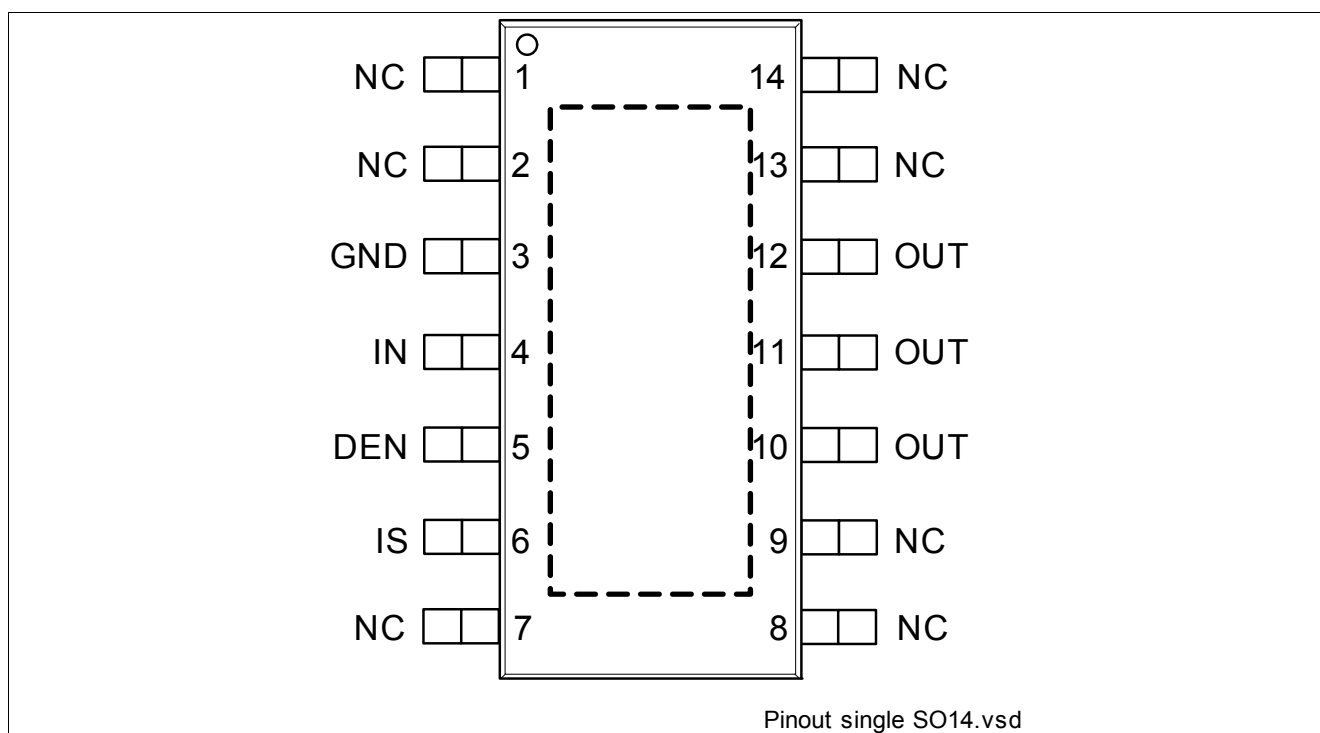 NC 1 14 NC
NC 2 13 NC
GND 3 12 OUT
IN 4 11 OUT
DEN 5 10 OUT
IS 6 9 NC
NC 7 8 NC
Pinout single SO14.vsd